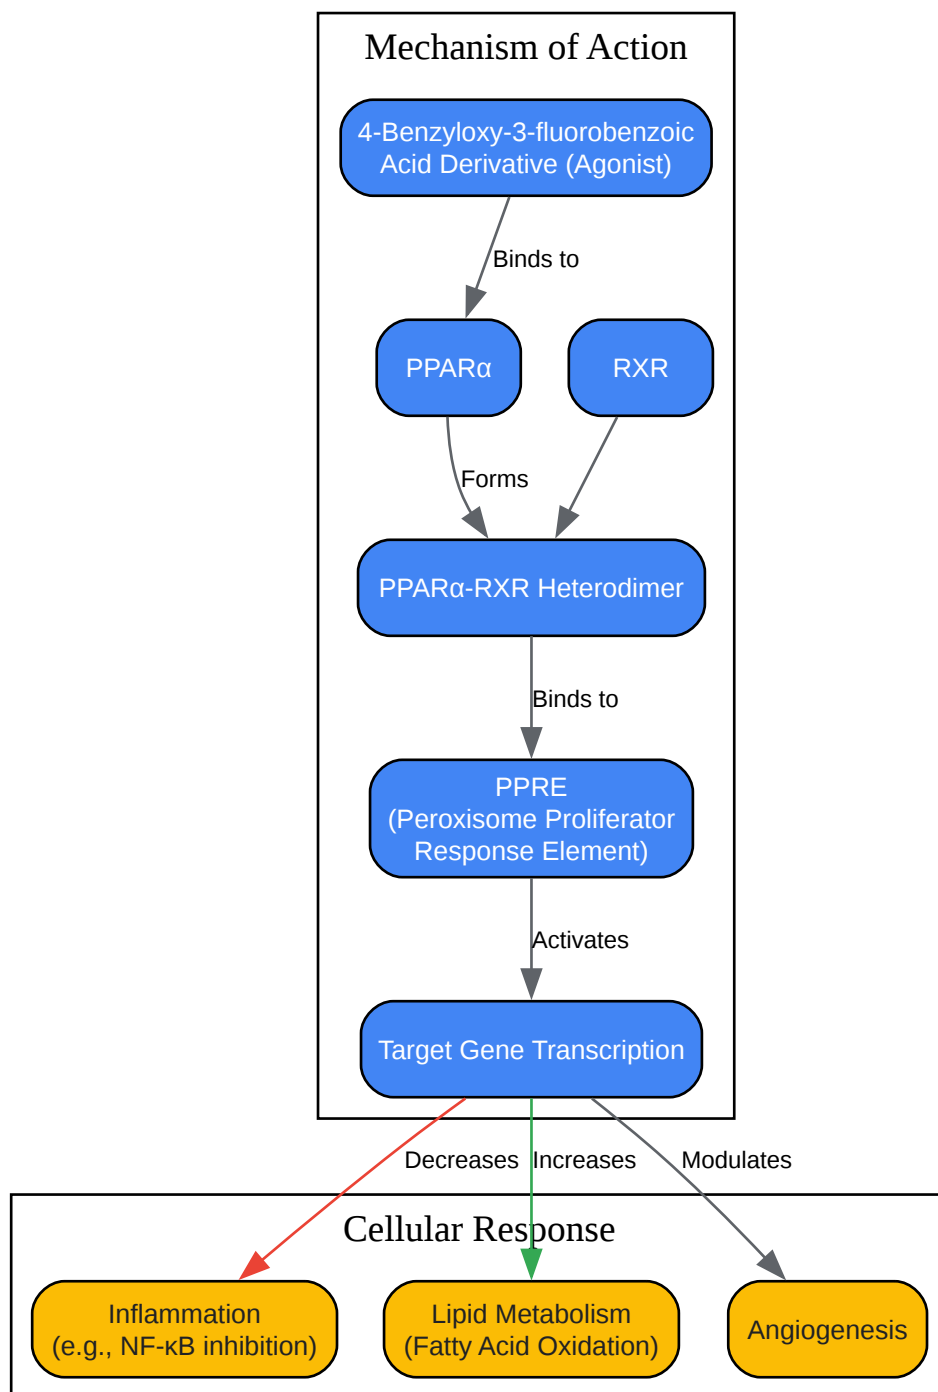 Mechanism of Action
4-Benzyloxy-3-fluorobenzoic
Acid Derivative (Agonist)
Binds to
PPARα
RXR
Forms
PPARα-RXR Heterodimer
Binds to
PPRE
(Peroxisome Proliferator
Response Element)
Activates
Target Gene Transcription
Decreases
Increases
Modulates
Cellular Response
Inflammation
(e.g., NF-κB inhibition)
Lipid Metabolism
(Fatty Acid Oxidation)
Angiogenesis